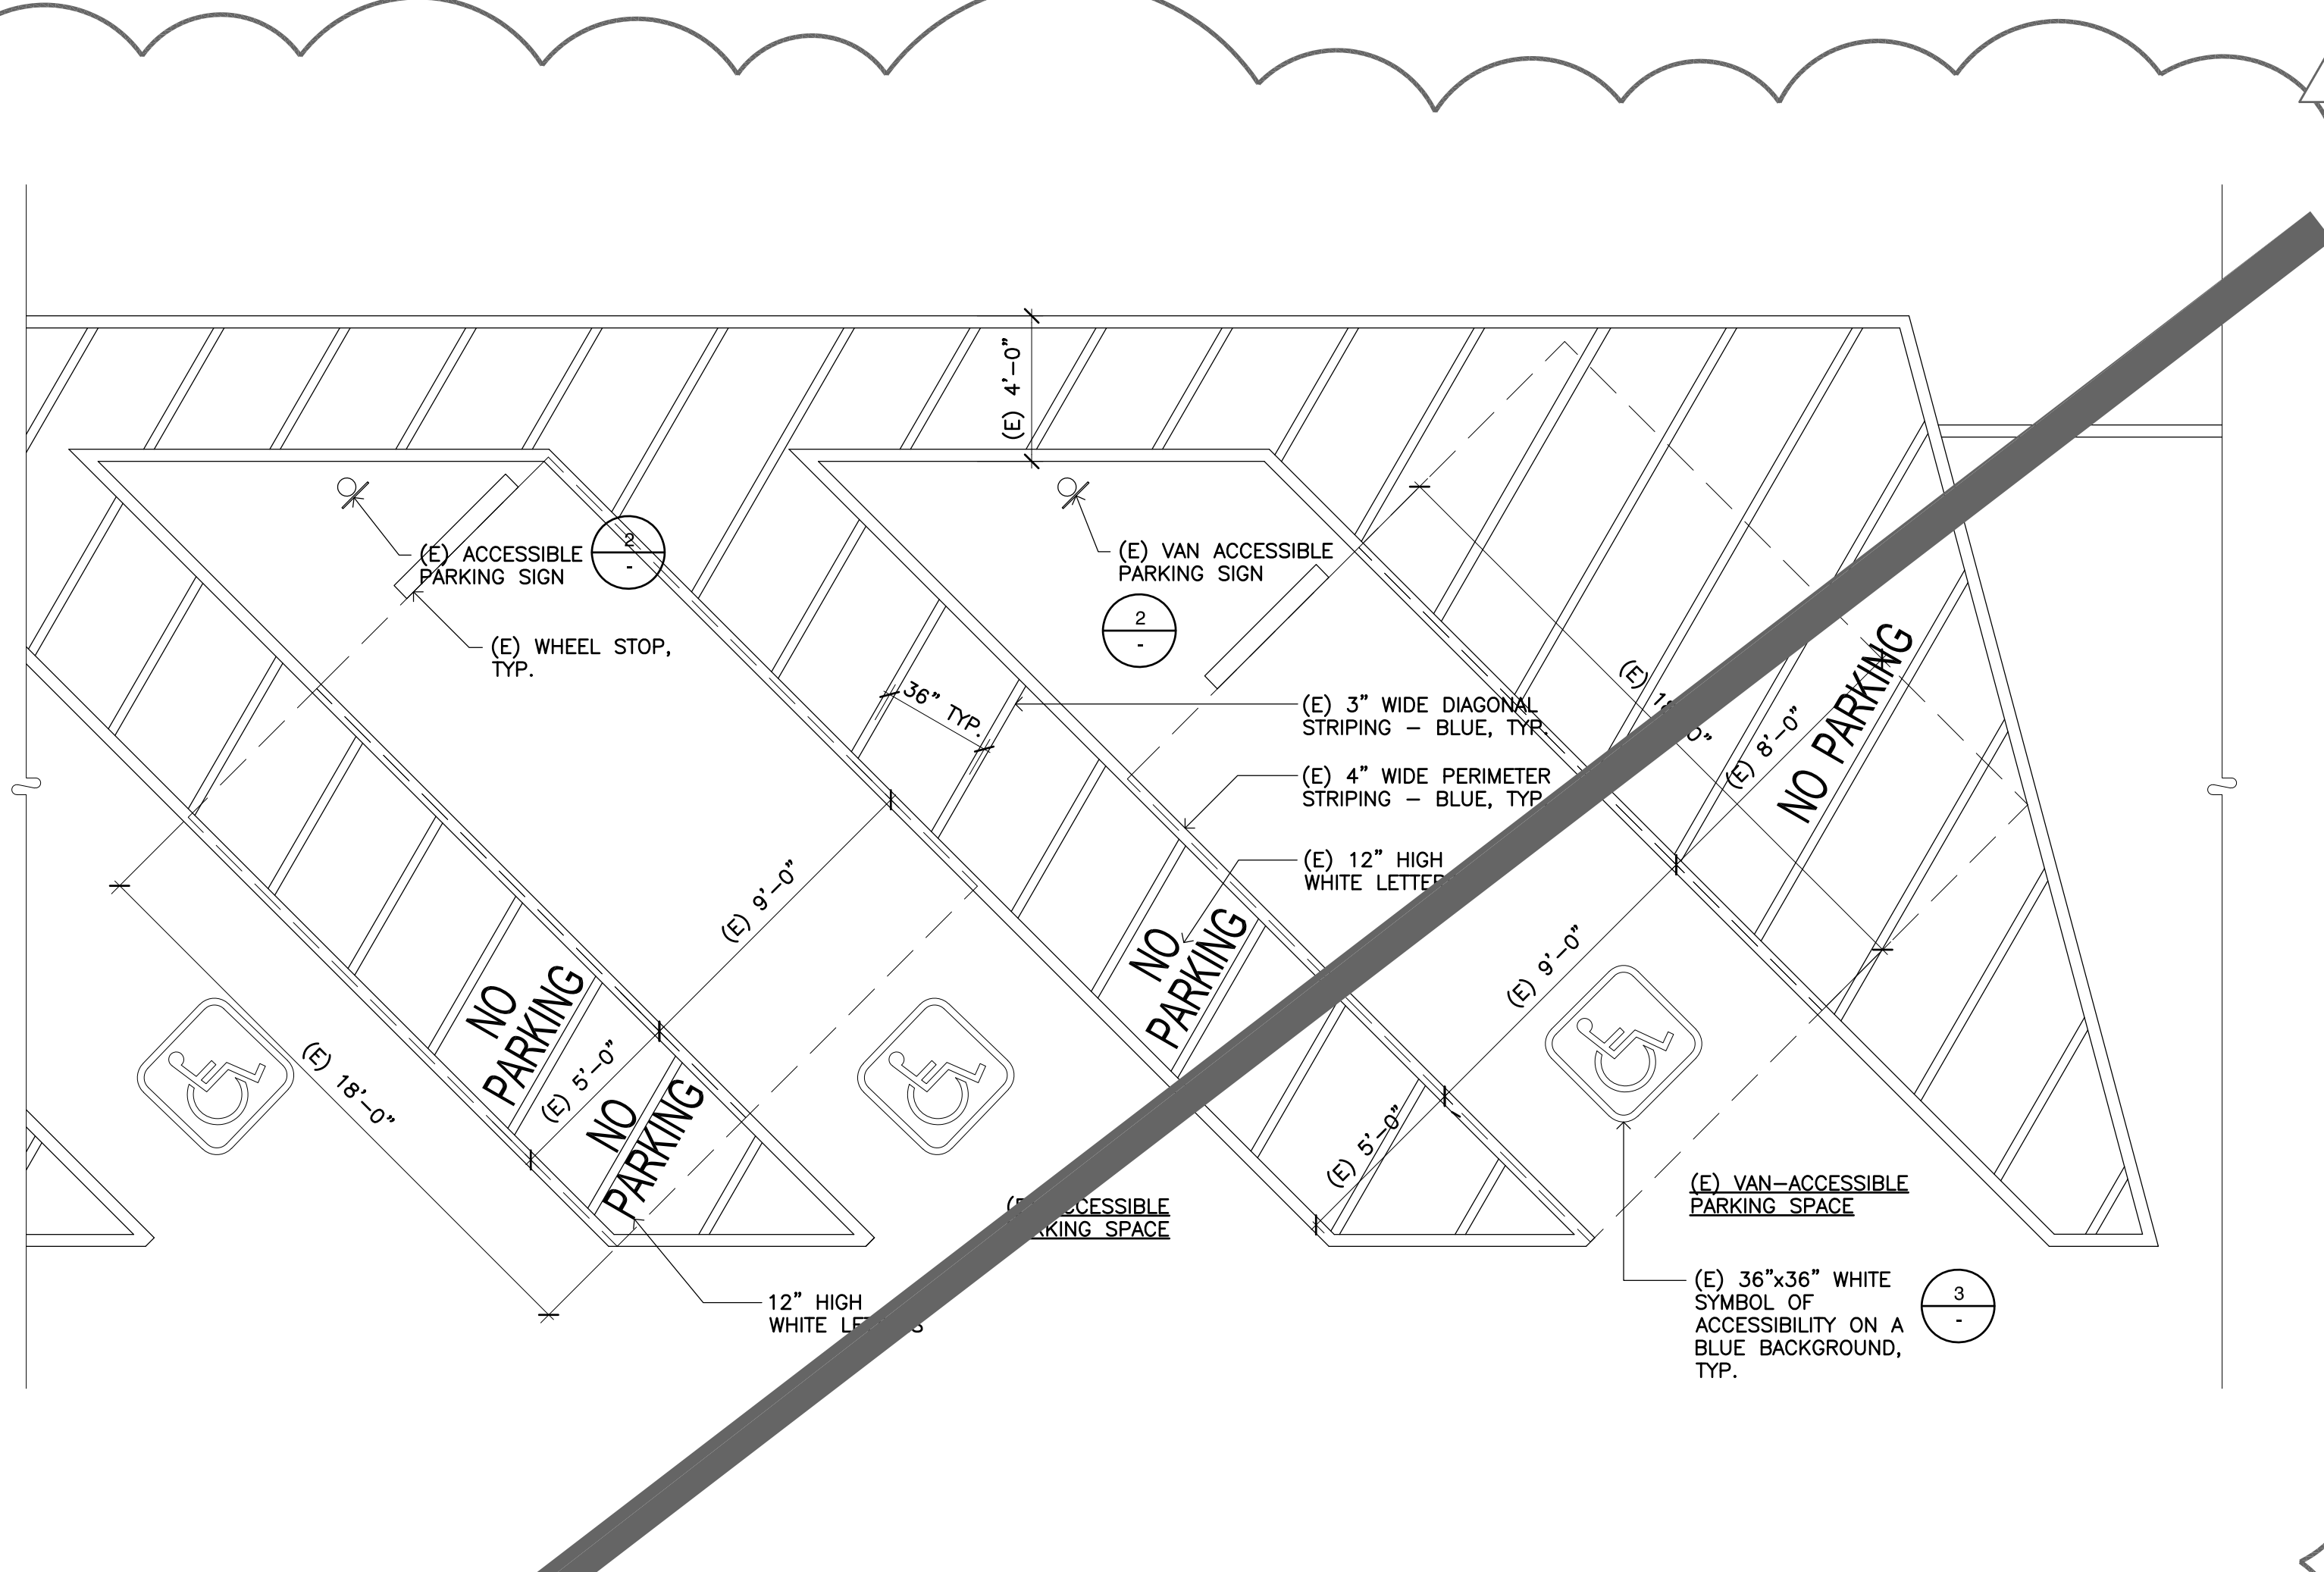 (E) 4'-0"
(E) ACCESSIBLE
PARKING SIGN
2
-
(E) WHEEL STOP,
TYP.
(E) VAN ACCESSIBLE
PARKING SIGN
2
-
36" TYP.
(E) 3" WIDE DIAGONAL
STRIPING – BLUE, TYP.
(E) 4" WIDE PERIMETER
STRIPING – BLUE, TYP.
(E) 12" HIGH
WHITE
(E)
(E) 8'-0"
NO PARKING
(E) 9'-0"
NO
PARKING
(E) 9'-0"
NO
PARKING
(E) 5'-0"
NO
PARKING
(E) 18'-0"
(E) 5'-0"
ACCESSIBLE
PARKING SPACE
(E) VAN–ACCESSIBLE
PARKING SPACE
12" HIGH
WHITE
(E) 36"x36" WHITE
SYMBOL OF
ACCESSIBILITY ON A
BLUE BACKGROUND,
TYP.
3
-